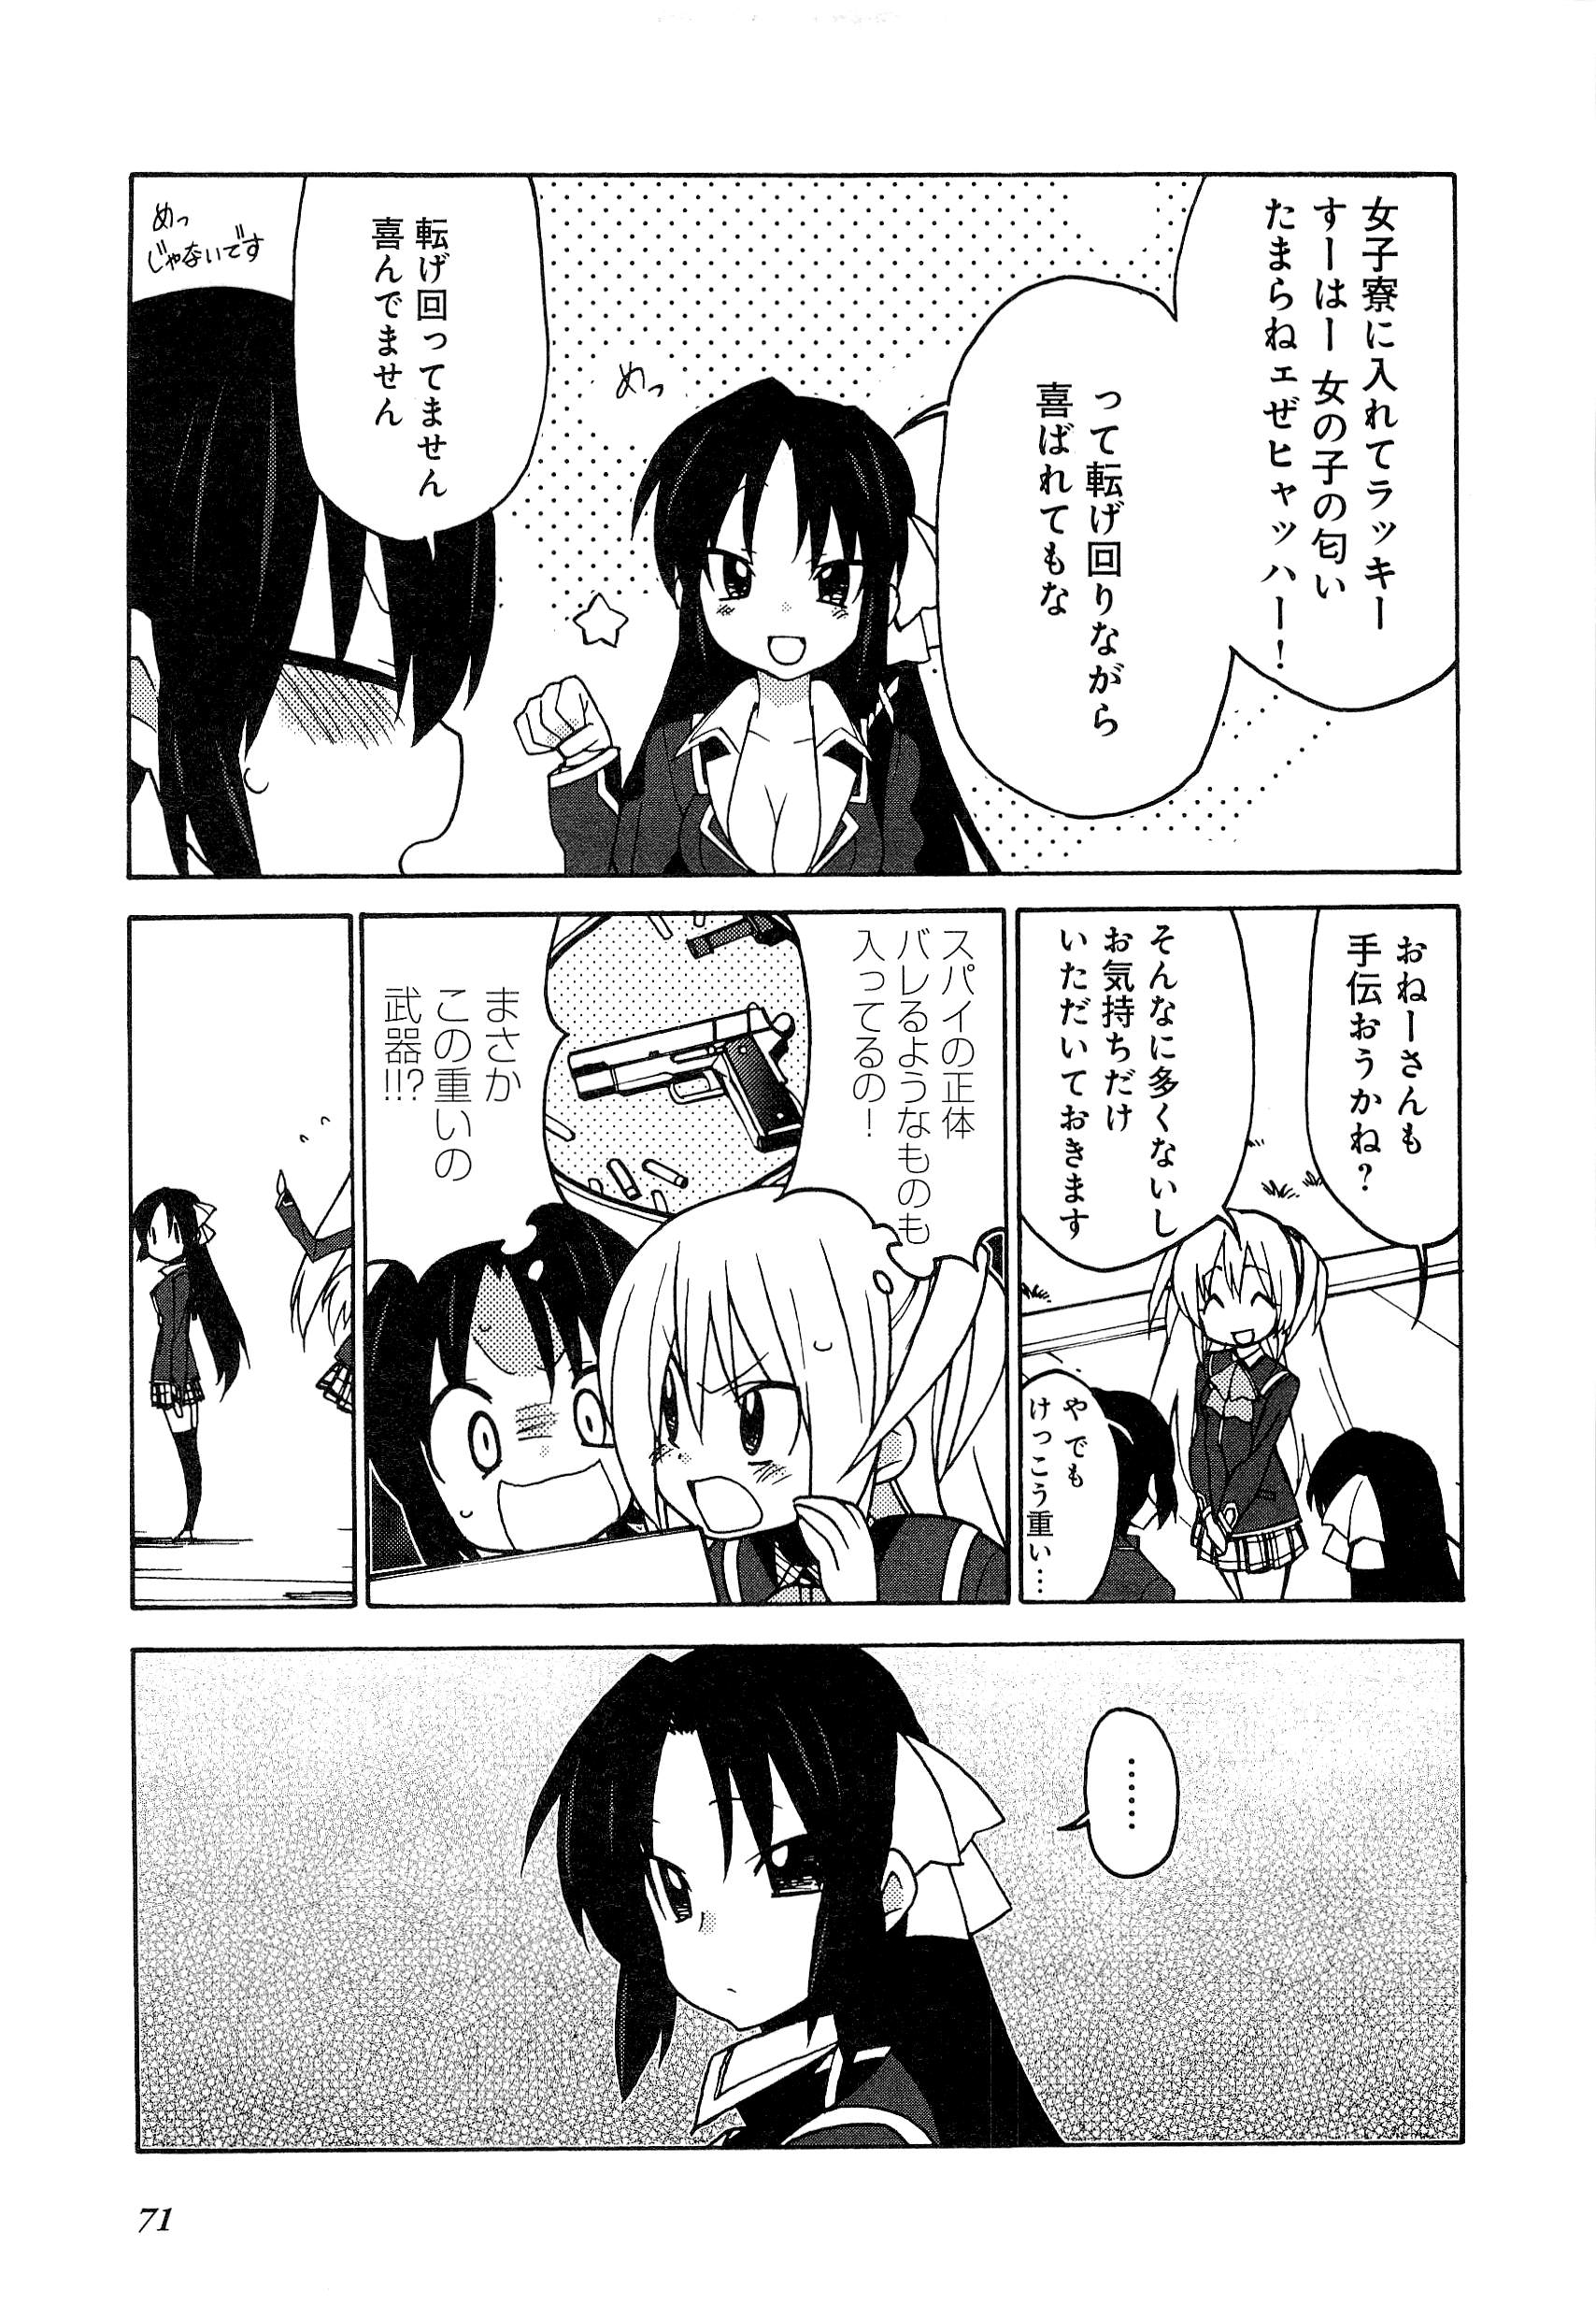 女子寮に入れてラッキー
すーはー女の子の匂い
たまらねェぜヒャッハー！
って転げ回りながら
喜ばれてもな
めっ
転げ回ってません
喜んでません
めっ
じゃないです
おねーさんも
手伝おうかね？
そんなに多くないし
お気持ちだけ
いただいておきます
やでも
けっこう重い…
スパイの正体
バレるようなものも
入ってるの！
まさか
この重いの
武器!!?
……
71